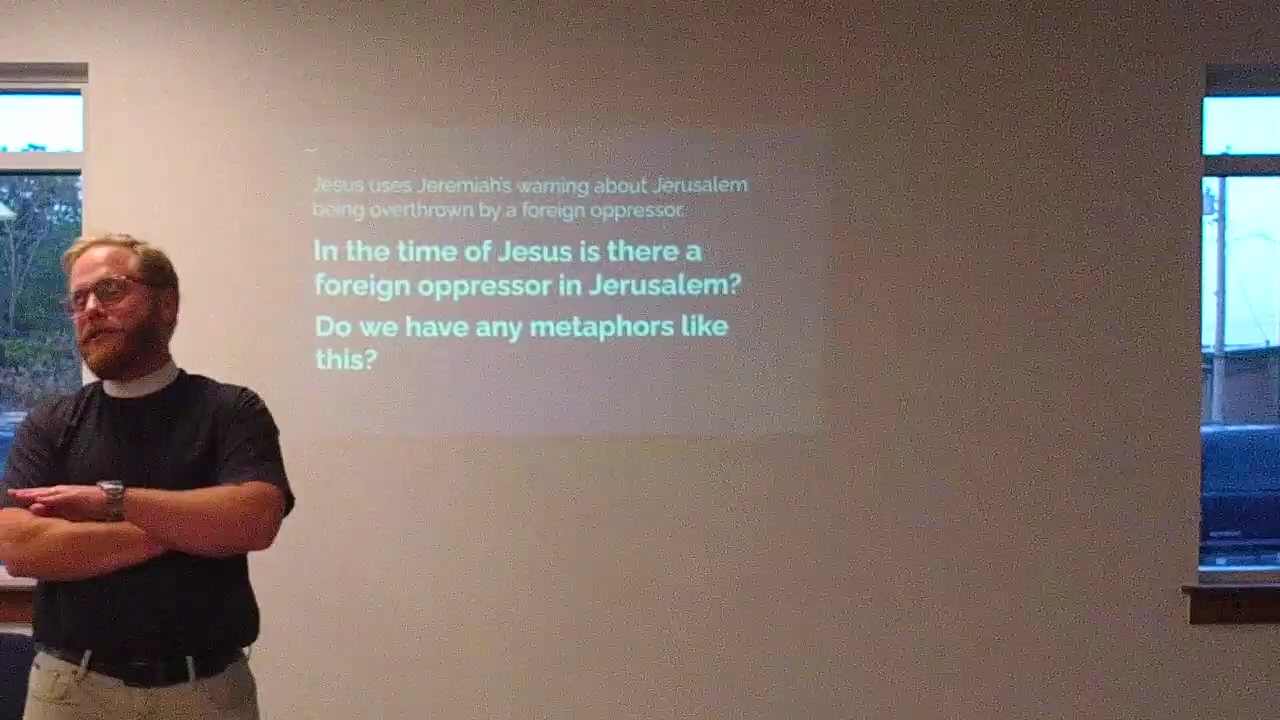 Jesus uses Jeremiah's warning about Jerusalem
being overthrown by a foreign oppressor.
In the time of Jesus is there a
foreign oppressor in Jerusalem?
Do we have any metaphors like
this?